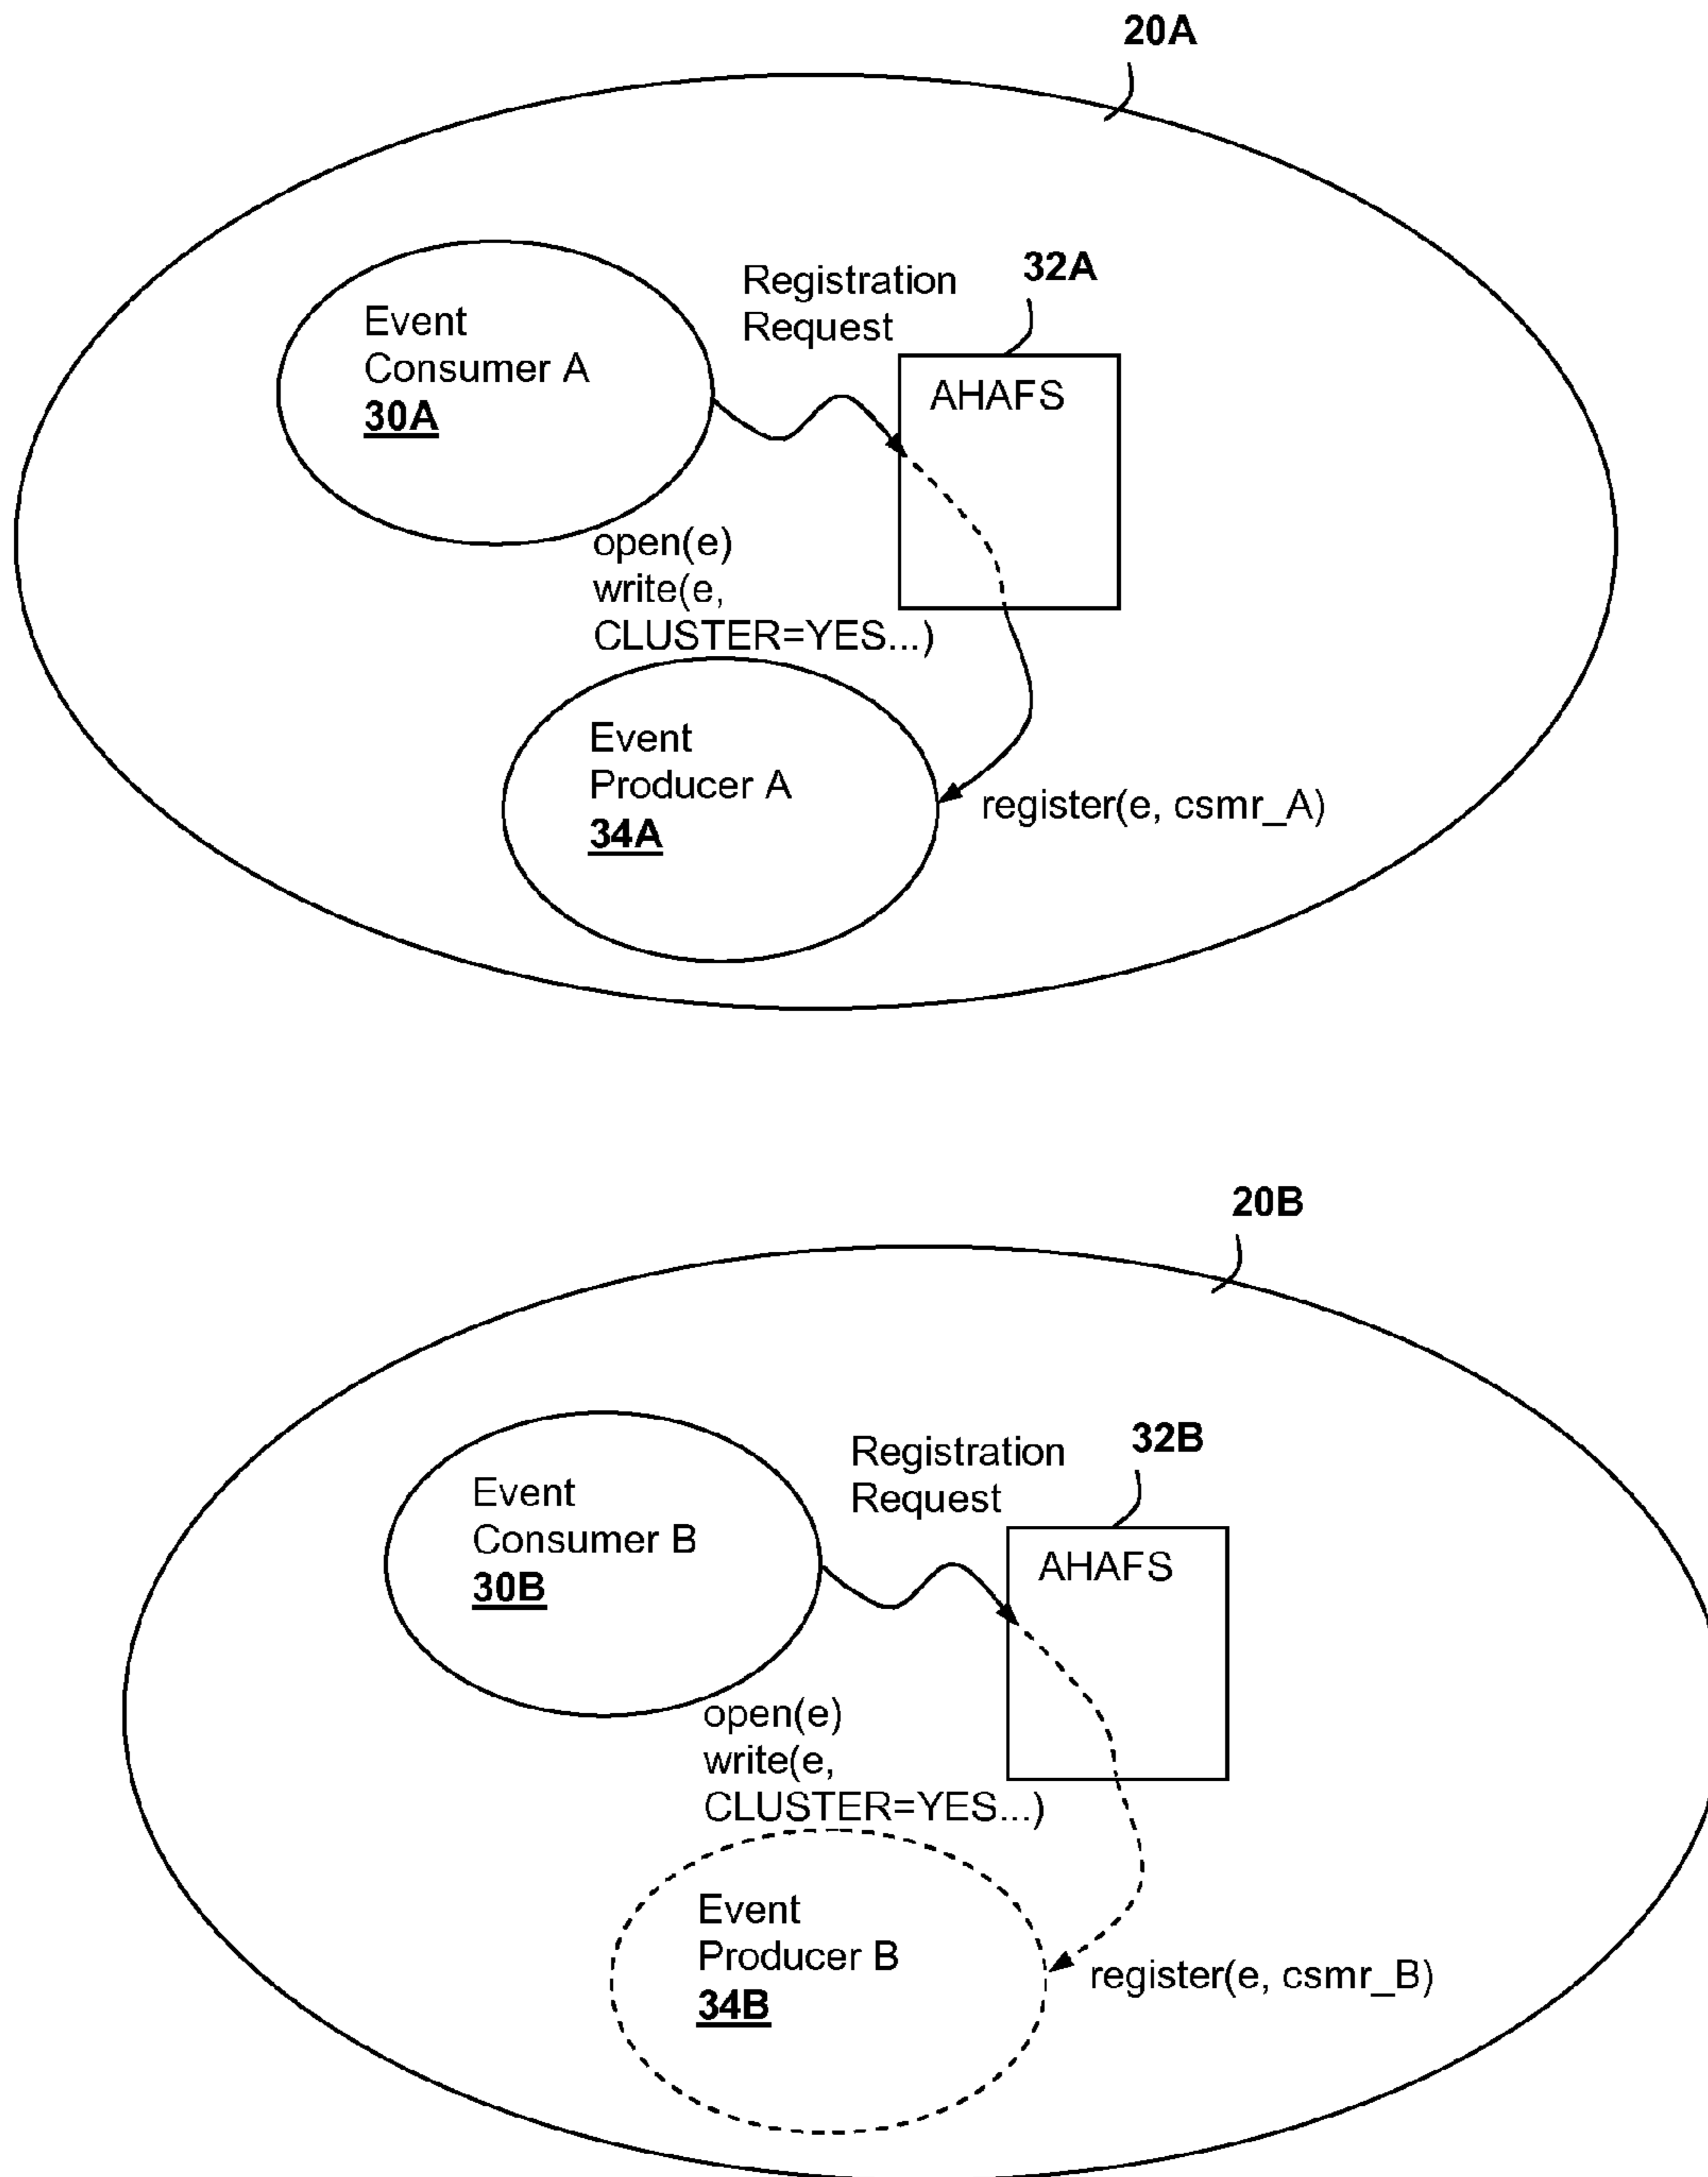 20A
Registration
Request
32A
Event
Consumer A
30A
AHAFS
open(e)
write(e,
CLUSTER=YES...)
Event
Producer A
34A
register(e, csmr_A)
20B
Registration
Request
32B
Event
Consumer B
30B
AHAFS
open(e)
write(e,
CLUSTER=YES...)
Event
Producer B
34B
register(e, csmr_B)